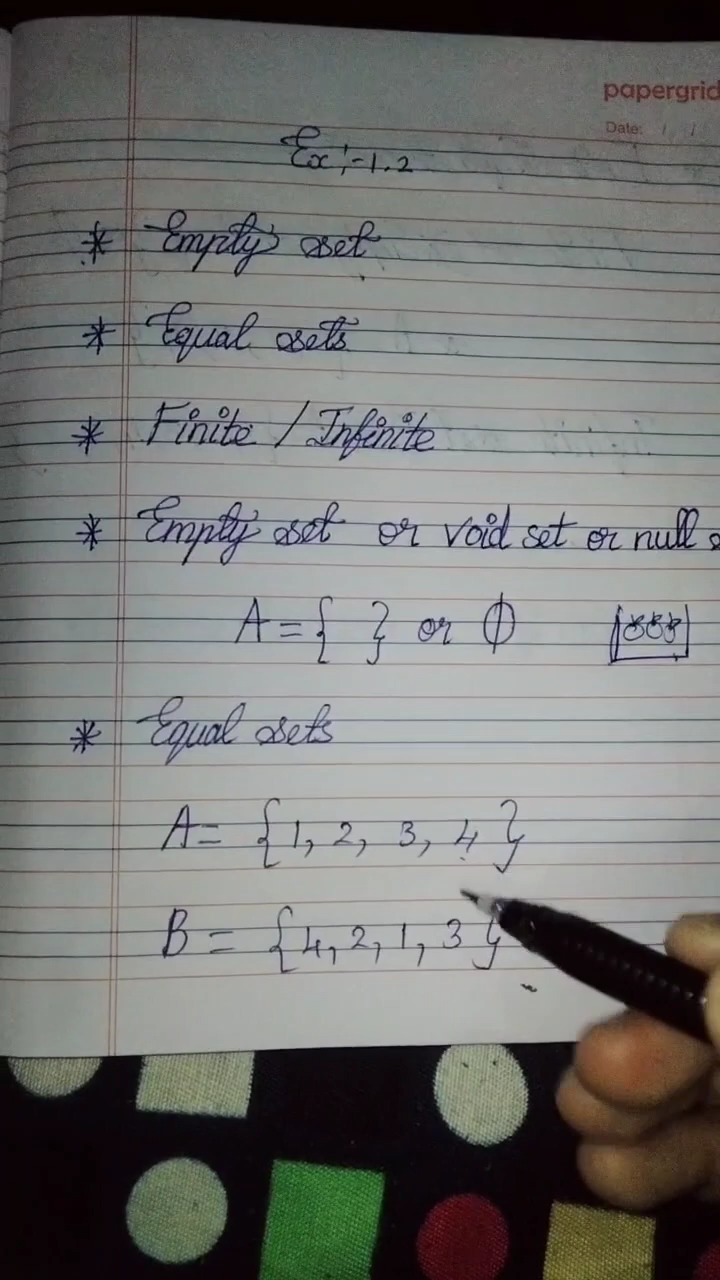 papergrid
Date: / /
Ex:-1.2
* Empty set
* Equal sets
* Finite / Infinite
* Empty set or void set or null
A = { } or ∅
* Equal sets
A = {1, 2, 3, 4}
B = {4, 2, 1, 3}